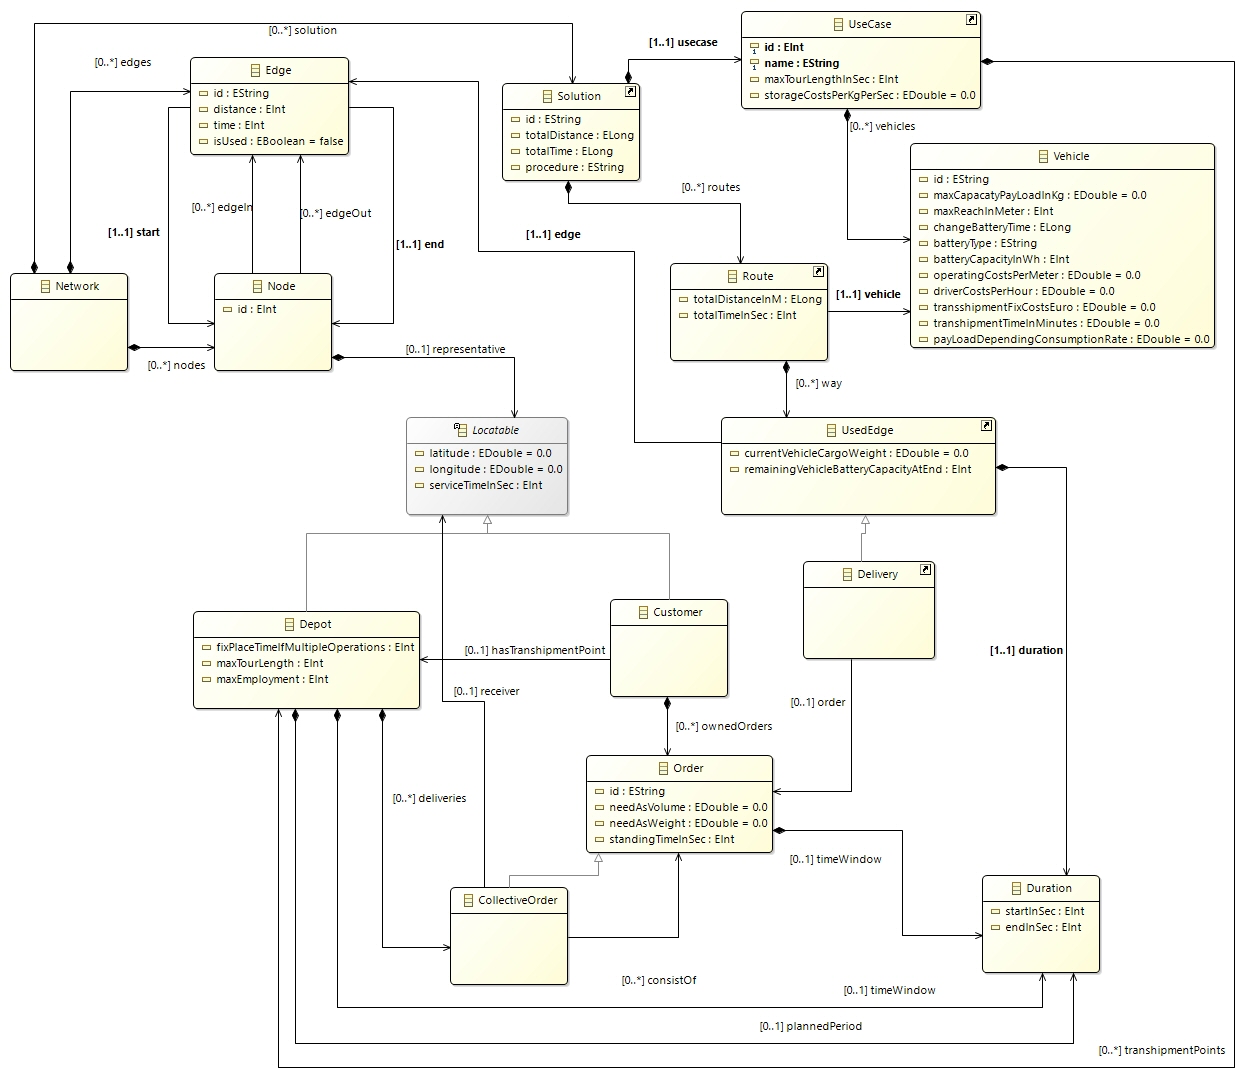 [0..*] solution
[0..*] edges
Edge
id : EString
distance : EInt
time : EInt
isUsed : EBoolean = false
[1..1] usecase
UseCase
id : EInt
name : EString
maxTourLengthInSec : EInt
storageCostsPerKgPerSec : EDouble = 0.0
Solution
id : EString
totalDistance : ELong
totalTime : ELong
procedure : EString
[0..*] vehicles
Vehicle
id : EString
maxCapacatyPayLoadInKg : EDouble = 0.0
maxReachInMeter : EInt
changeBatteryTime : ELong
batteryType : EString
batteryCapacityInWh : EInt
operatingCostsPerMeter : EDouble = 0.0
driverCostsPerHour : EDouble = 0.0
transshipmentFixCostsEuro : EDouble = 0.0
transhipmentTimeInMinutes : EDouble = 0.0
payLoadDependingConsumptionRate : EDouble = 0.0
[0..*] routes
[0..*] edgeIn
[0..*] edgeOut
[1..1] start
[1..1] end
[1..1] edge
Network
Node
id : EInt
Route
totalDistanceInM : ELong
totalTimeInSec : EInt
[1..1] vehicle
[0..*] nodes
[0..1] representative
[0..*] way
Locatable
latitude : EDouble = 0.0
longitude : EDouble = 0.0
serviceTimeInSec : EInt
UsedEdge
currentVehicleCargoWeight : EDouble = 0.0
remainingVehicleBatteryCapacityAtEnd : EInt
Delivery
Depot
fixPlaceTimeIfMultipleOperations : EInt
maxTourLength : EInt
maxEmployment : EInt
Customer
[0..1] hasTranshipmentPoint
[1..1] duration
[0..1] receiver
[0..1] order
[0..*] ownedOrders
Order
id : EString
needAsVolume : EDouble = 0.0
needAsWeight : EDouble = 0.0
standingTimeInSec : EInt
[0..*] deliveries
[0..1] timeWindow
CollectiveOrder
Duration
startInSec : EInt
endInSec : EInt
[0..*] consistOf
[0..1] timeWindow
[0..1] plannedPeriod
[0..*] transhipmentPoints